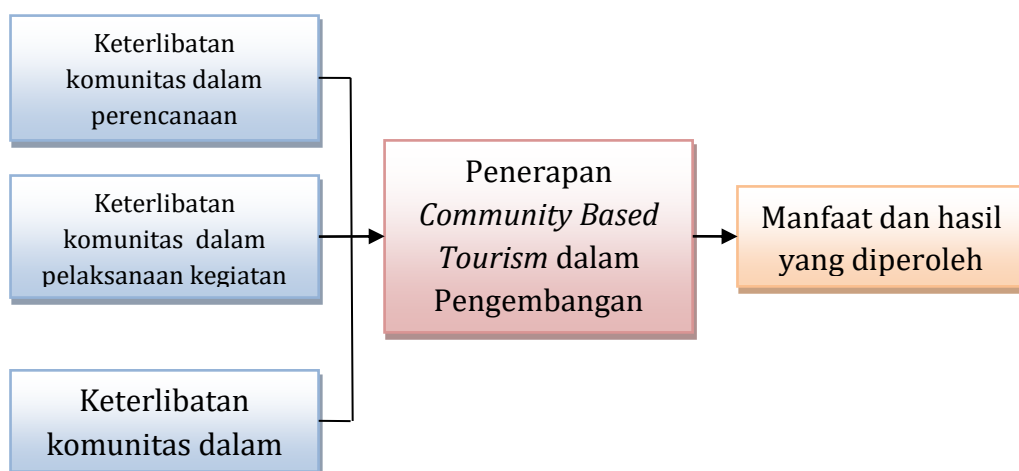 Keterlibatan
komunitas dalam
perencanaan
Keterlibatan
komunitas dalam
pelaksanaan kegiatan
Keterlibatan
komunitas dalam
Penerapan
Community Based
Tourism dalam
Pengembangan
Manfaat dan hasil
yang diperoleh